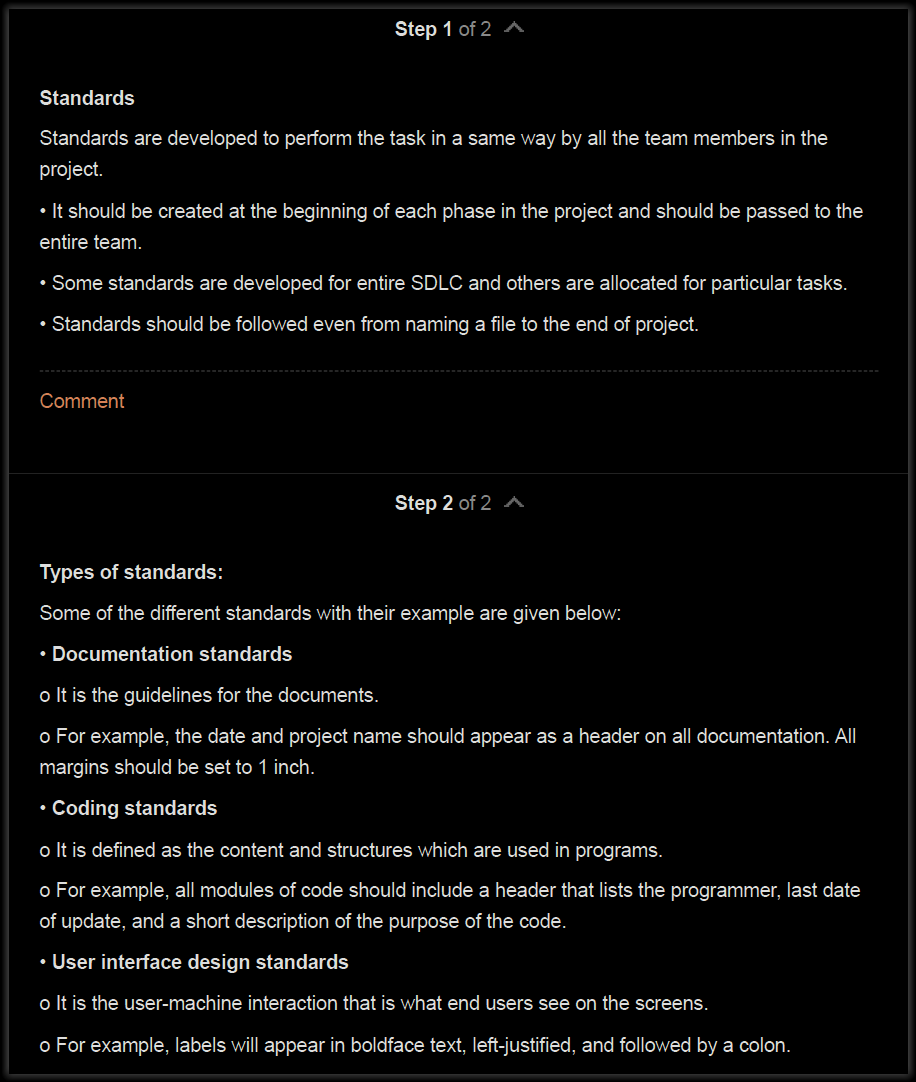 Step 1 of 2
Standards
Standards are developed to perform the task in a same way by all the team members in the
project.
• It should be created at the beginning of each phase in the project and should be passed to the
entire team.
• Some standards are developed for entire SDLC and others are allocated for particular tasks.
• Standards should be followed even from naming a file to the end of project.
Comment
Step 2 of 2
Types of standards:
Some of the different standards with their example are given below:
• Documentation standards
o It is the guidelines for the documents.
o For example, the date and project name should appear as a header on all documentation. All
margins should be set to 1 inch.
• Coding standards
o It is defined as the content and structures which are used in programs.
o For example, all modules of code should include a header that lists the programmer, last date
of update, and a short description of the purpose of the code.
• User interface design standards
o It is the user-machine interaction that is what end users see on the screens.
o For example, labels will appear in boldface text, left-justified, and followed by a colon.